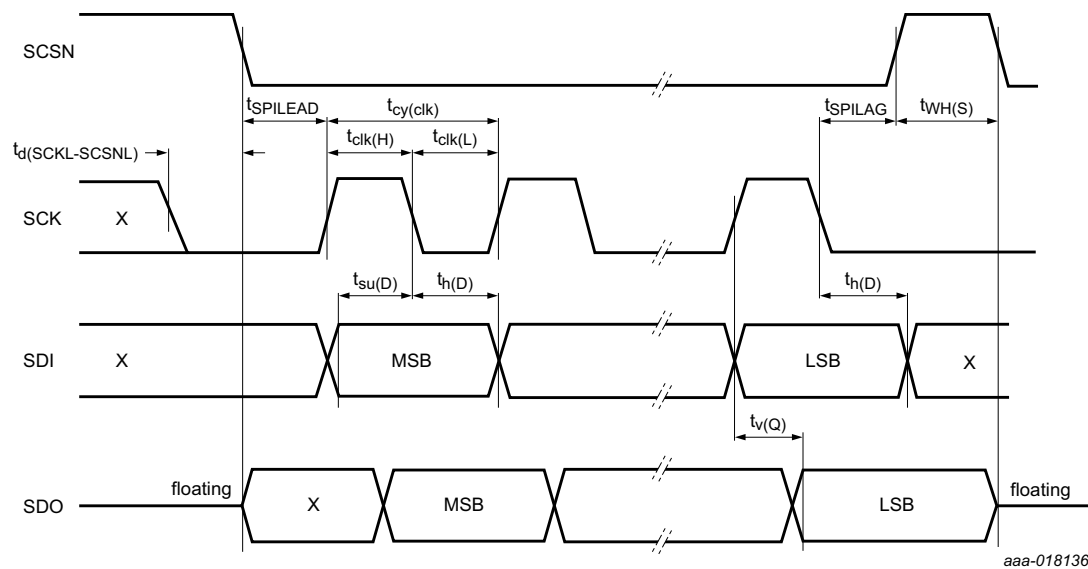 SCSN
tSPILEAD
tcy(clk)
tSPILAG
tWH(S)
tclk(H)
tclk(L)
td(SCKL-SCSNL)
SCK
X
tsu(D)
th(D)
th(D)
SDI
X
MSB
LSB
X
tv(Q)
floating
floating
SDO
X
MSB
LSB
aaa-018136